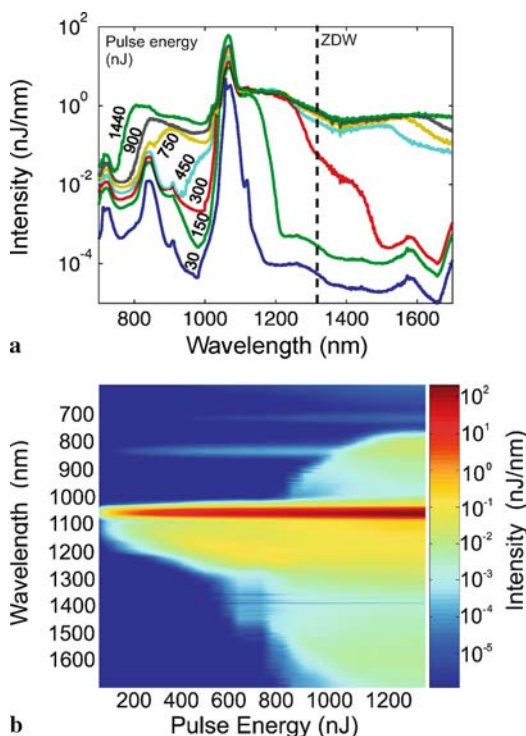 Pulse energy
(nJ)
ZDW
10^2
10^0
10^-2
10^-4
Intensity (nJ/nm)
1440
900
750
450
300
150
30
800 1000 1200 1400 1600
a Wavelength (nm)
700
800
900
1000
1100
1200
1300
1400
1500
1600
Wavelength (nm)
10^2
10^1
10^0
10^-1
10^-2
10^-3
10^-4
10^-5
Intensity (nJ/nm)
200 400 600 800 1000 1200
b Pulse Energy (nJ)